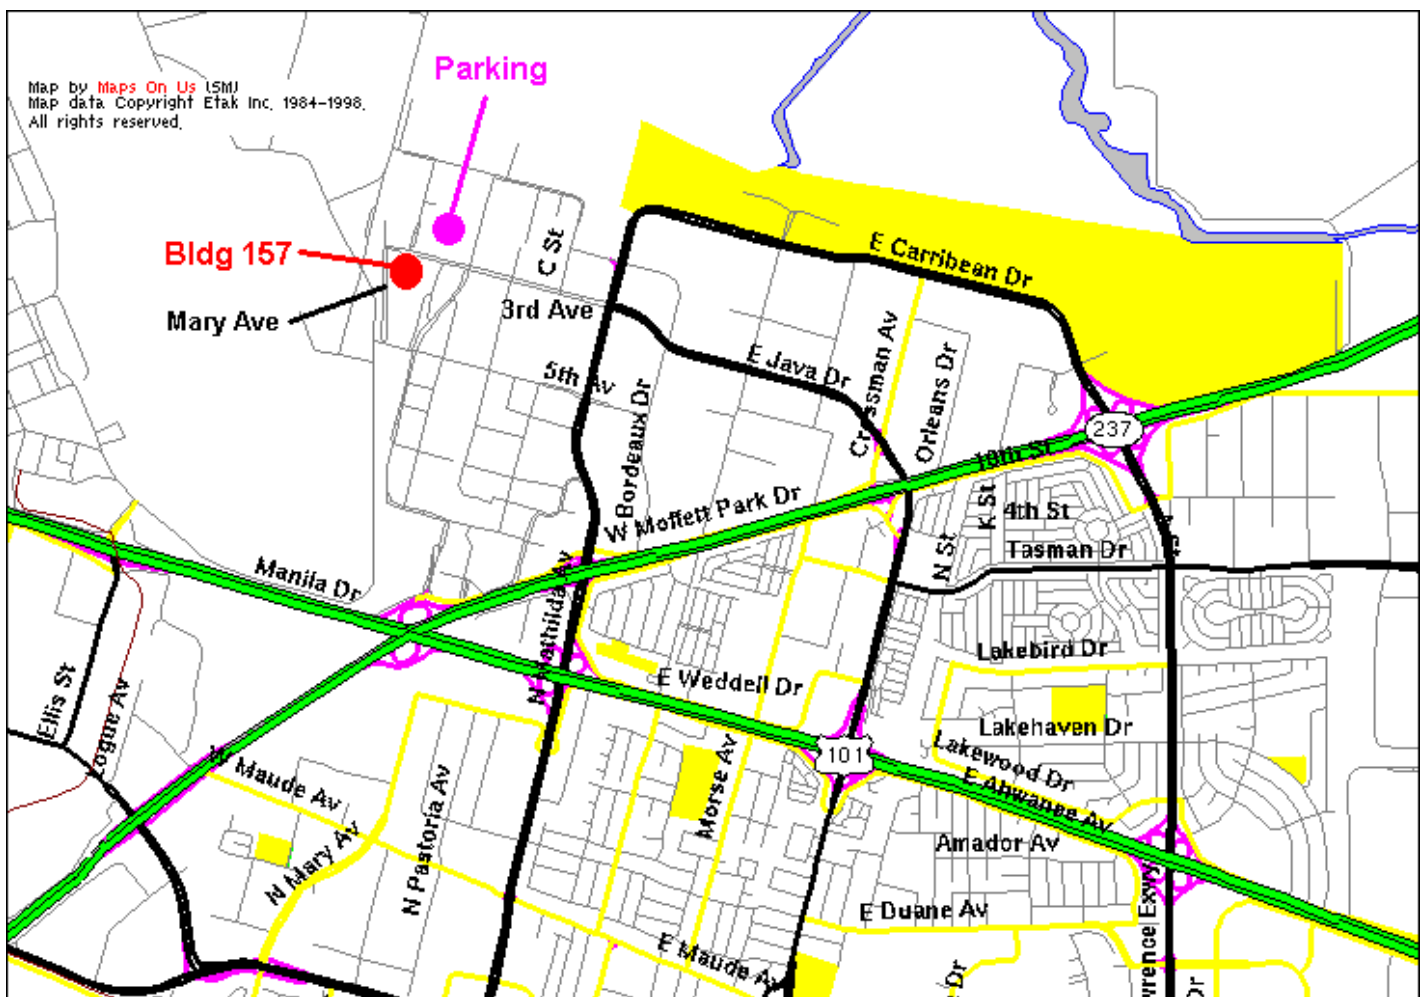 Parking
Map by Maps On Us (SM)
Map data Copyright Etak Inc. 1984-1998.
All rights reserved.
Bldg 157
Mary Ave
C St
3rd Ave
E Carribean Dr
E Java Dr
Crossman Av
Orleans Dr
5th Av
Bordeaux Dr
237
10th St
W Moffett Park Dr
K St
4th St
N St
Tasman Dr
Manila Dr
N Mathilda Av
Lakebird Dr
E Weddell Dr
Ellis St
Lakehaven Dr
101
Lakewood Dr
E Ahwanee Av
W Maude Av
Morse Av
N Pastoria Av
Amador Av
N Mary Av
E Duane Av
E Maude Av
wrence Expy
Dr
Dr